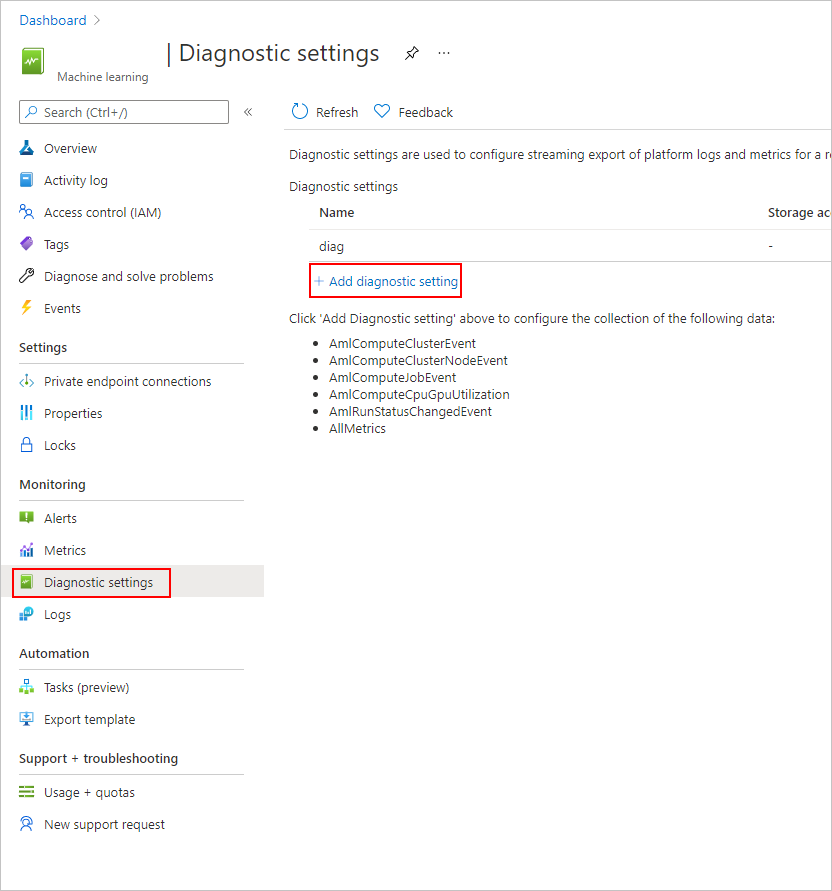 Dashboard
| Diagnostic settings
...
Machine learning
Search (Ctrl+/)
«
Overview
Activity log
Access control (IAM)
Tags
Diagnose and solve problems
Events
Settings
Private endpoint connections
Properties
Locks
Monitoring
Alerts
Metrics
Diagnostic settings
Logs
Automation
Tasks (preview)
Export template
Support + troubleshooting
Usage + quotas
New support request
Refresh Feedback
Diagnostic settings are used to configure streaming export of platform logs and metrics for a
Diagnostic settings
Name Storage
diag -
+ Add diagnostic setting
Click 'Add Diagnostic setting' above to configure the collection of the following data:
• AmlComputeClusterEvent
• AmlComputeClusterNodeEvent
• AmlComputeJobEvent
• AmlComputeCpuGpuUtilization
• AmlRunStatusChangedEvent
• AllMetrics